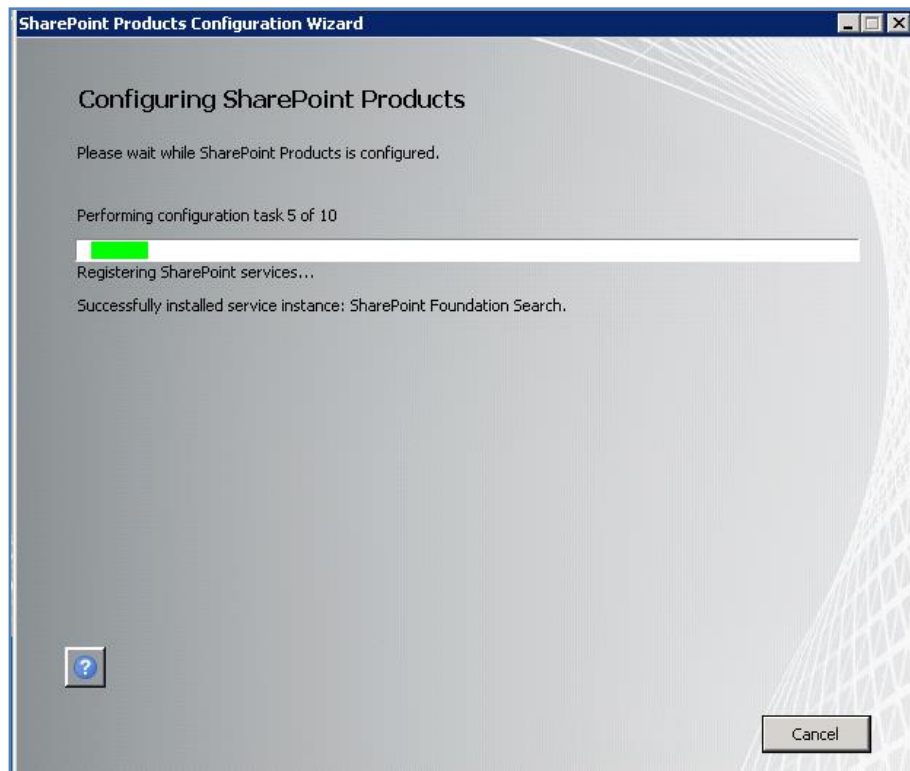 SharePoint Products Configuration Wizard
Configuring SharePoint Products
Please wait while SharePoint Products is configured.
Performing configuration task 5 of 10
Registering SharePoint services...
Successfully installed service instance: SharePoint Foundation Search.
?
Cancel